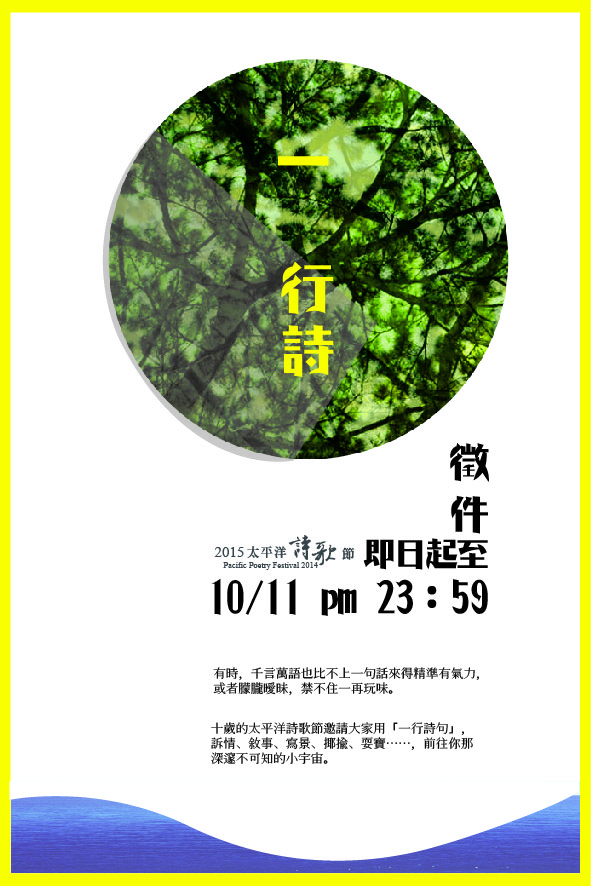 一行詩
徵件
2015 太平洋詩歌節
Pacific Poetry Festival 2014
即日起至
10/11 pm 23：59
有時，千言萬語也比不上一句話來得精準有氣力，
或者朦朧曖昧，禁不住一再玩味。
十歲的太平洋詩歌節邀請大家用「一行詩句」，
訴情、敘事、寫景、揶揄、耍寶……，前往你那
深邃不可知的小宇宙。